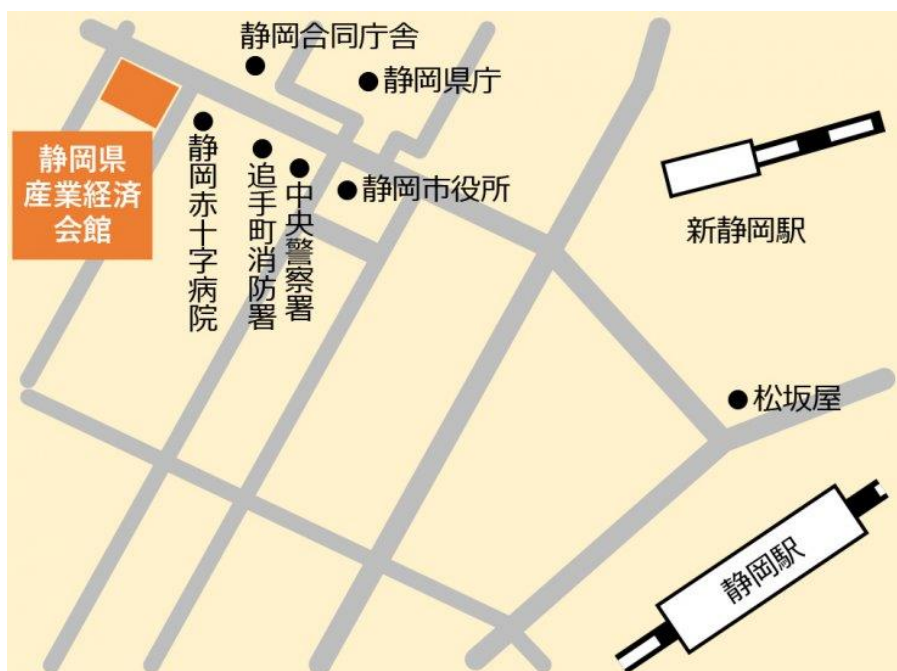 静岡合同庁舎
静岡県庁
静岡県
産業経済
会館
静岡赤十字病院
追手町消防署
中央警察署
静岡市役所
新静岡駅
松坂屋
静岡駅